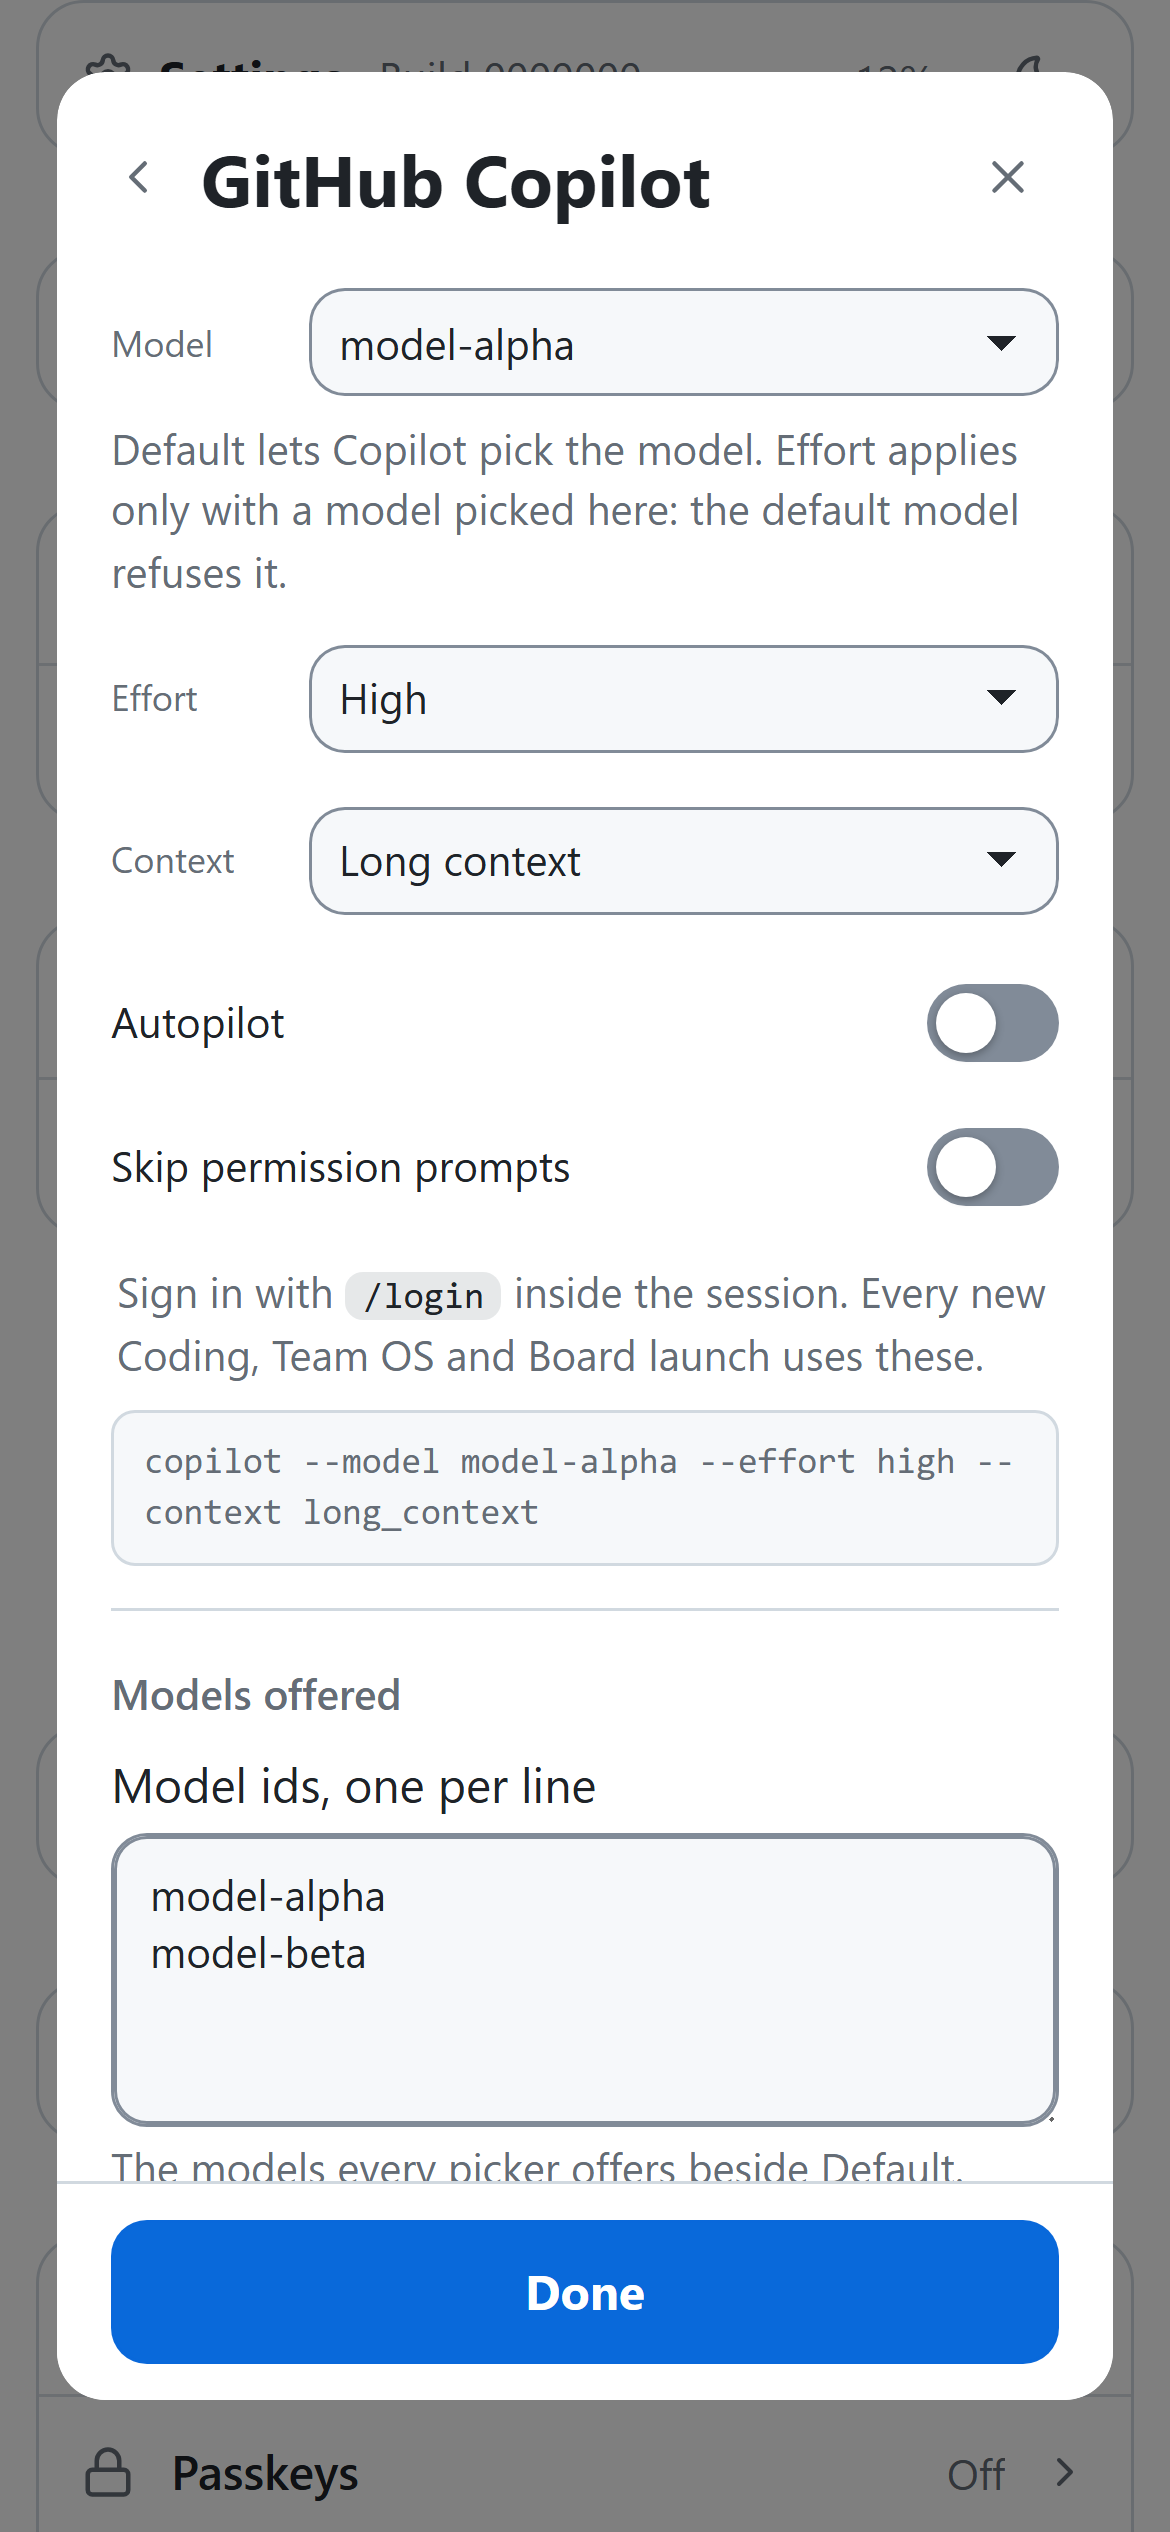 GitHub Copilot
Model
model-alpha
Default lets Copilot pick the model. Effort applies
only with a model picked here: the default model
refuses it.
Effort
High
Context
Long context
Autopilot
Skip permission prompts
Sign in with /login inside the session. Every new
Coding, Team OS and Board launch uses these.
copilot --model model-alpha --effort high --
context long_context
Models offered
Model ids, one per line
model-alpha
model-beta
The models every picker offers beside Default.
Done
Passkeys
Off